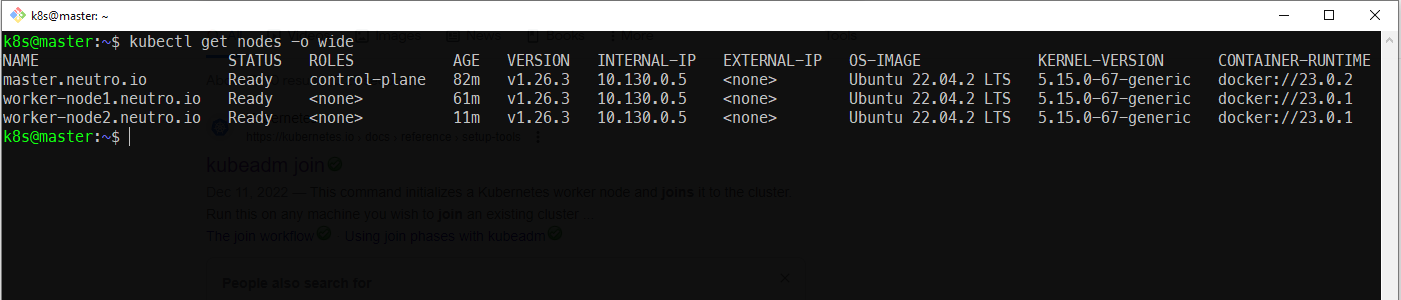 k8s@master: ~
k8s@master:~$ kubectl get nodes -o wide
NAME STATUS ROLES AGE VERSION INTERNAL-IP EXTERNAL-IP OS-IMAGE KERNEL-VERSION CONTAINER-RUNTIME
master.neutro.io Ready control-plane 82m v1.26.3 10.130.0.5 <none> Ubuntu 22.04.2 LTS 5.15.0-67-generic docker://23.0.2
worker-node1.neutro.io Ready <none> 61m v1.26.3 10.130.0.5 <none> Ubuntu 22.04.2 LTS 5.15.0-67-generic docker://23.0.1
worker-node2.neutro.io Ready <none> 11m v1.26.3 10.130.0.5 <none> Ubuntu 22.04.2 LTS 5.15.0-67-generic docker://23.0.1
k8s@master:~$
https://kubernetes.io › docs › reference › setup-tools
kubeadm join
Dec 11, 2022 — This command initializes a Kubernetes worker node and joins it to the cluster.
Run this on any machine you wish to join an existing cluster
The join workflow Using join phases with kubeadm
People also search for